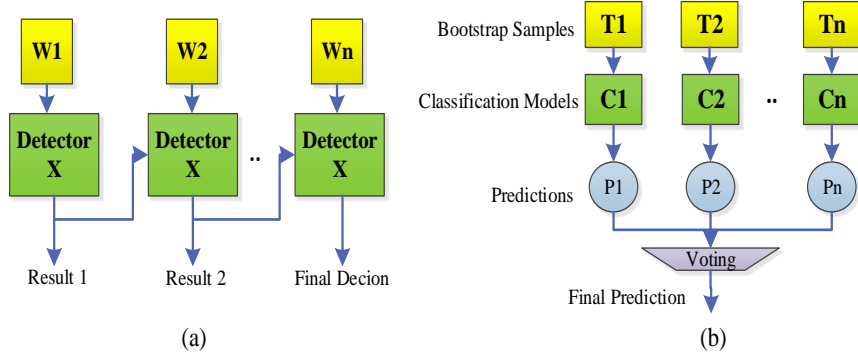 W1 W2 Wn
Detector X Detector X .. Detector X
Result 1 Result 2 Final Decion
(a)
Bootstrap Samples T1 T2 Tn
Classification Models C1 C2 .. Cn
Predictions P1 P2 Pn
Voting
Final Prediction
(b)